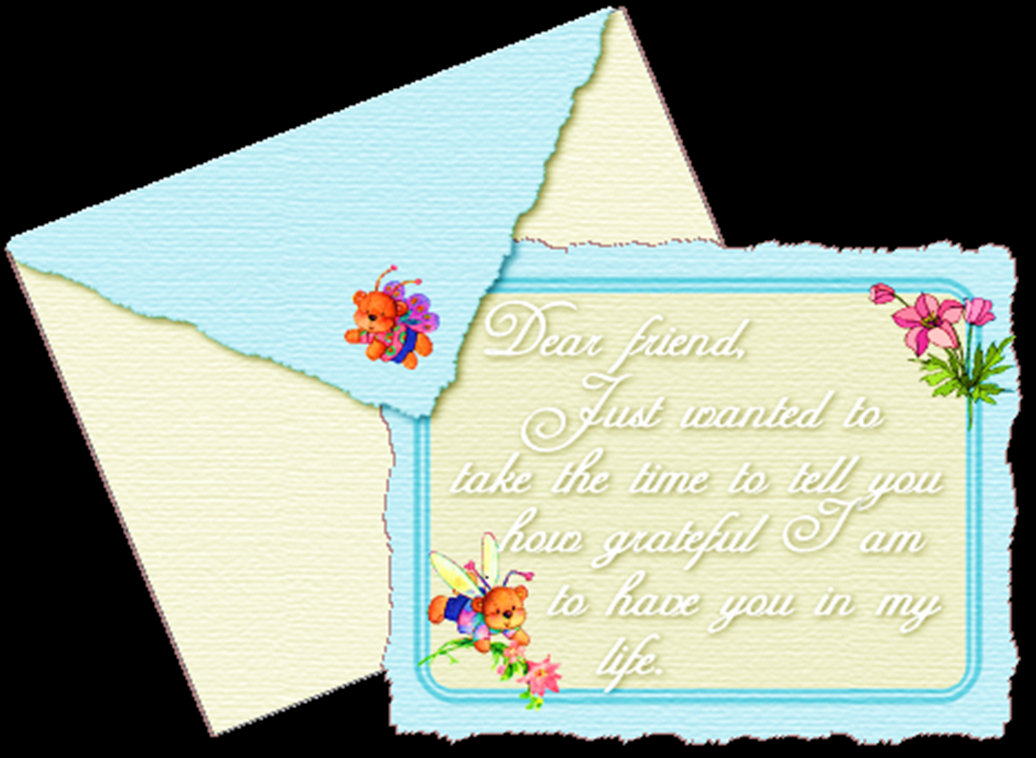 Dear friend,
Just wanted to
take the time to tell you
how grateful I am
to have you in my
life.